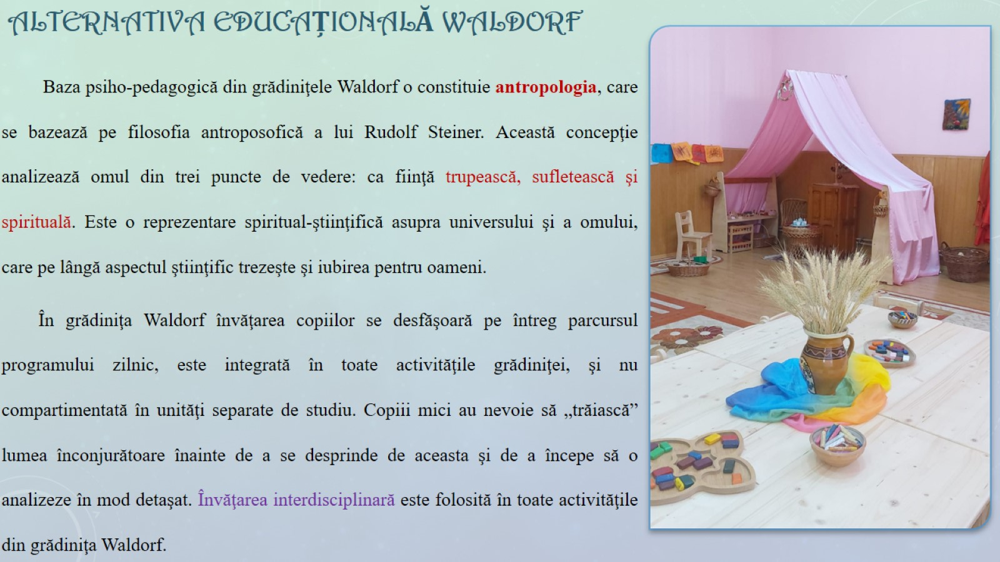 ALTERNATIVA EDUCAŢIONALĂ WALDORF
Baza psiho-pedagogică din grădiniţele Waldorf o constituie antropologia, care
se bazează pe filosofia antroposofică a lui Rudolf Steiner. Această concepţie
analizează omul din trei puncte de vedere: ca fiinţă trupească, sufletească şi
spirituală. Este o reprezentare spiritual-ştiinţifică asupra universului şi a omului,
care pe lângă aspectul ştiinţific trezeşte şi iubirea pentru oameni.
În grădiniţa Waldorf învăţarea copiilor se desfăşoară pe întreg parcursul
programului zilnic, este integrată în toate activităţile grădiniţei, şi nu
compartimentată în unităţi separate de studiu. Copiii mici au nevoie să „trăiască”
lumea înconjurătoare înainte de a se desprinde de aceasta şi de a începe să o
analizeze în mod detaşat. Învăţarea interdisciplinară este folosită în toate activităţile
din grădiniţa Waldorf.